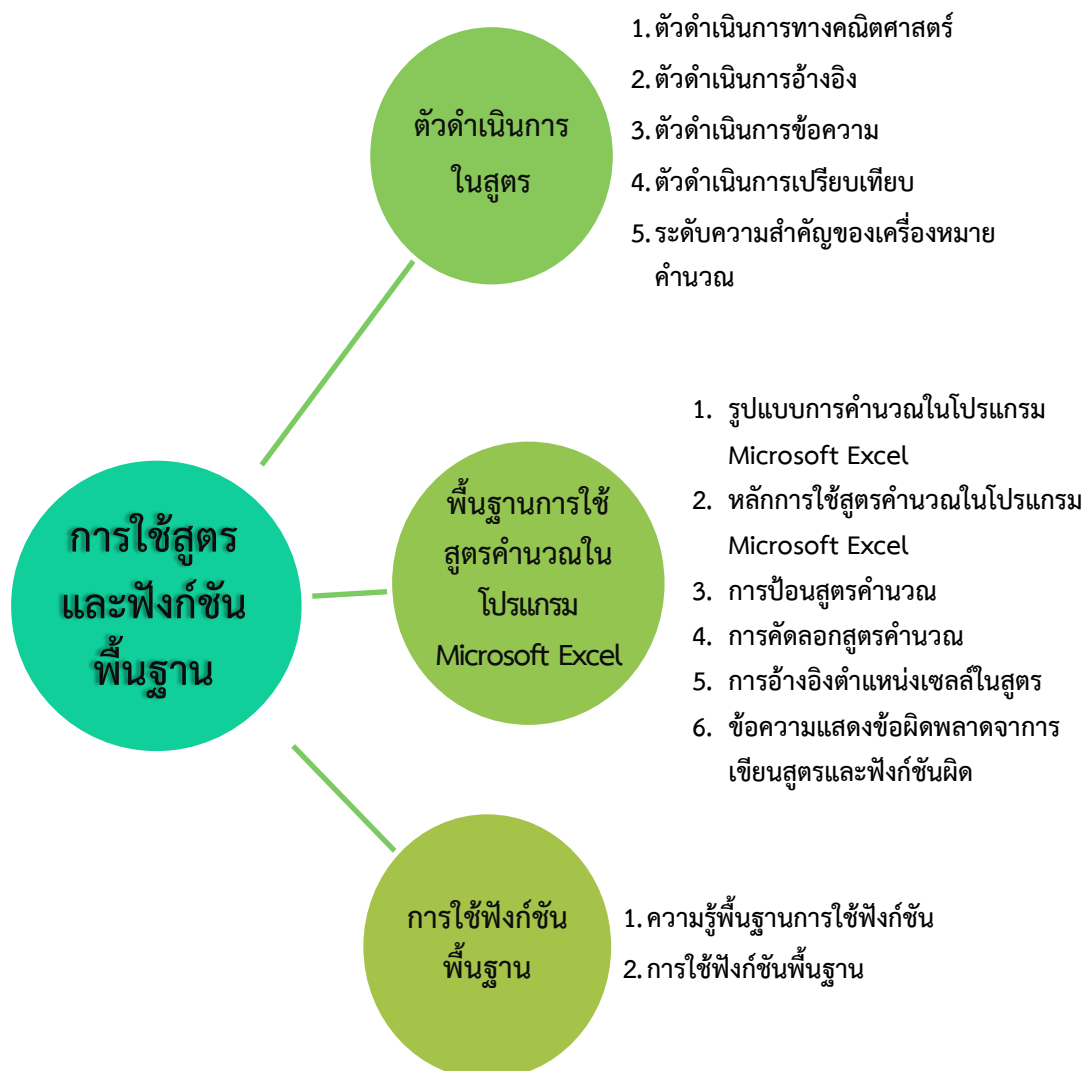 1. ตัวดำเนินการทางคณิตศาสตร์
2. ตัวดำเนินการอ้างอิง
3. ตัวดำเนินการข้อความ
4. ตัวดำเนินการเปรียบเทียบ
5. ระดับความสำคัญของเครื่องหมาย
คำนวณ
ตัวดำเนินการ
ในสูตร
การใช้สูตร
และฟังก์ชัน
พื้นฐาน
พื้นฐานการใช้
สูตรคำนวณใน
โปรแกรม
Microsoft Excel
1. รูปแบบการคำนวณในโปรแกรม
Microsoft Excel
2. หลักการใช้สูตรคำนวณในโปรแกรม
Microsoft Excel
3. การป้อนสูตรคำนวณ
4. การคัดลอกสูตรคำนวณ
5. การอ้างอิงตำแหน่งเซลล์ในสูตร
6. ข้อความแสดงข้อผิดพลาดจาการ
เขียนสูตรและฟังก์ชันผิด
การใช้ฟังก์ชัน
พื้นฐาน
1. ความรู้พื้นฐานการใช้ฟังก์ชัน
2. การใช้ฟังก์ชันพื้นฐาน